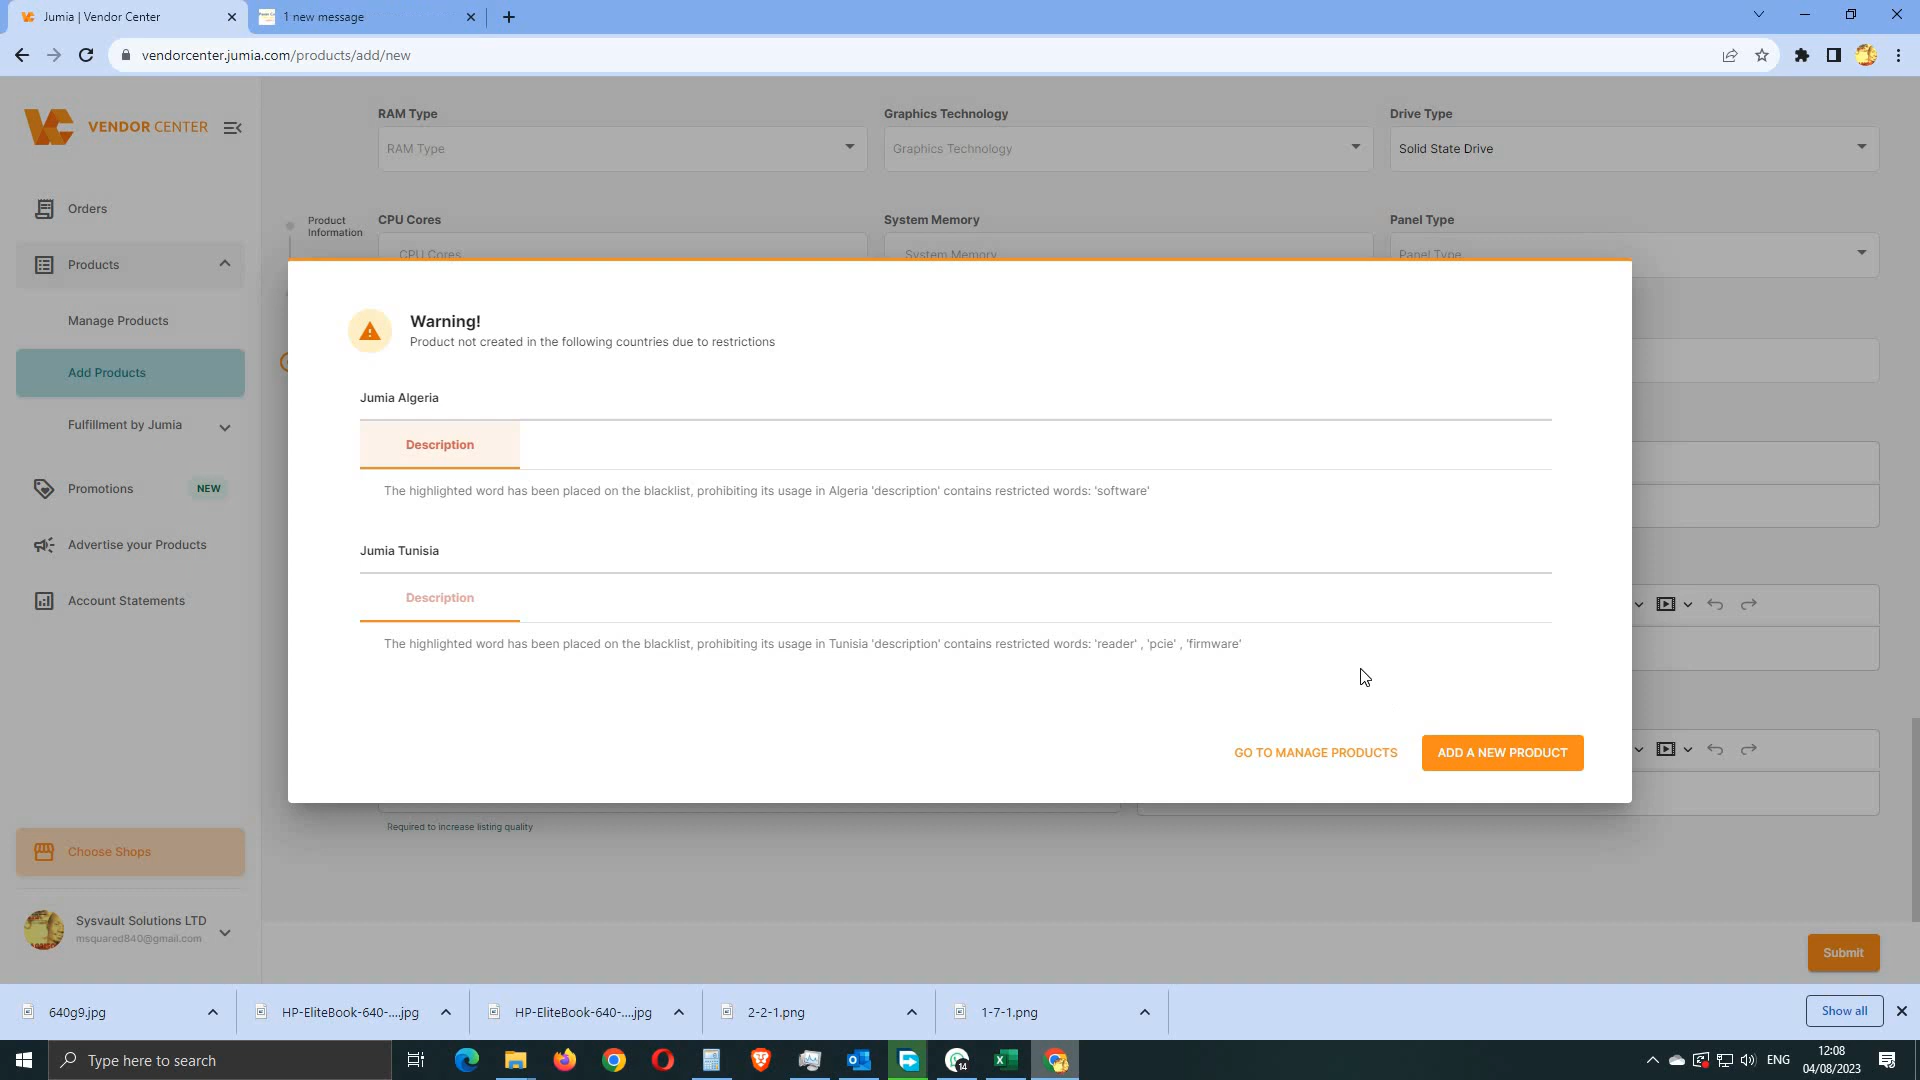 Jumia | Vendor Center
1 new message
vendorcenter.jumia.com/products/add/new
VENDOR CENTER
Orders
Products
Manage Products
Add Products
Fulfillment by Jumia
Promotions
NEW
Advertise your Products
Account Statements
Choose Shops
Sysvault Solutions LTD
msquared840@gmail.com
RAM Type
Graphics Technology
Drive Type
RAM Type
Graphics Technology
Solid State Drive
Product
Information
CPU Cores
System Memory
Panel Type
CPU Cores
System Memory
Panel Type
Warning!
Product not created in the following countries due to restrictions
Jumia Algeria
Description
The highlighted word has been placed on the blacklist, prohibiting its usage in Algeria 'description' contains restricted words: 'software'
Jumia Tunisia
Description
The highlighted word has been placed on the blacklist, prohibiting its usage in Tunisia 'description' contains restricted words: 'reader' , 'pcie' , 'firmware'
GO TO MANAGE PRODUCTS
ADD A NEW PRODUCT
Required to increase listing quality
Submit
640g9.jpg
HP-EliteBook-640-....jpg
HP-EliteBook-640-....jpg
2-2-1.png
1-7-1.png
Show all
Type here to search
14
ENG
12:08
04/08/2023